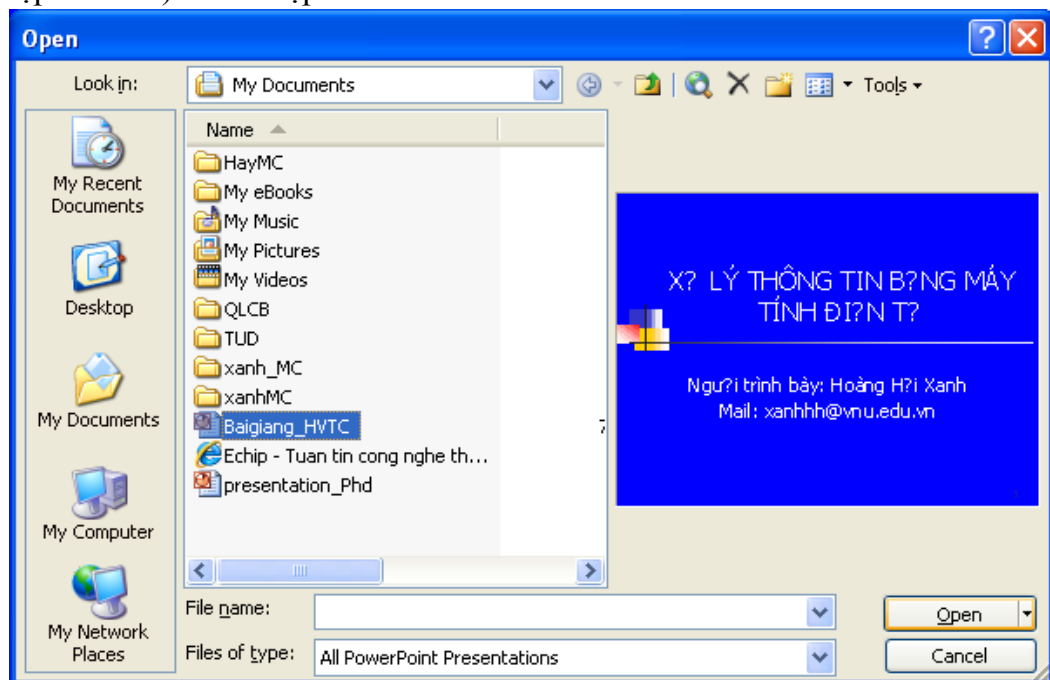 Open
Look in:
My Documents
Tools
My Recent
Documents
Desktop
My Documents
My Computer
My Network
Places
Name
HayMC
My eBooks
My Music
My Pictures
My Videos
QLCB
TUD
xanh_MC
xanhMC
Baigiang_HVTC
7
Echip - Tuan tin cong nghe th...
presentation_Phd
X? LÝ THÔNG TIN B?NG MÁY
TÍNH ĐI?N T?
Ngư?i trình bày: Hoàng H?i Xanh
Mail: xanhhh@vnu.edu.vn
File name:
Open
Files of type:
All PowerPoint Presentations
Cancel